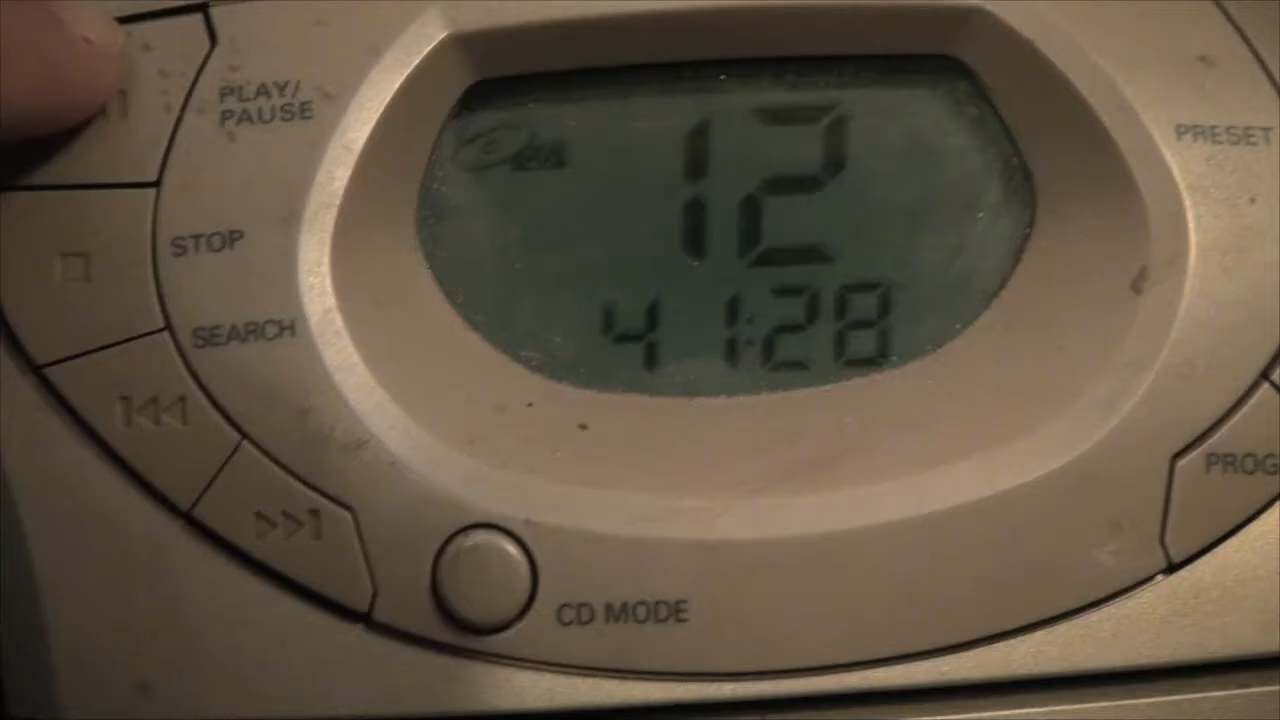 PLAY/
PAUSE
STOP
SEARCH
CD MODE
12
4 1:28
PRESET
PROG